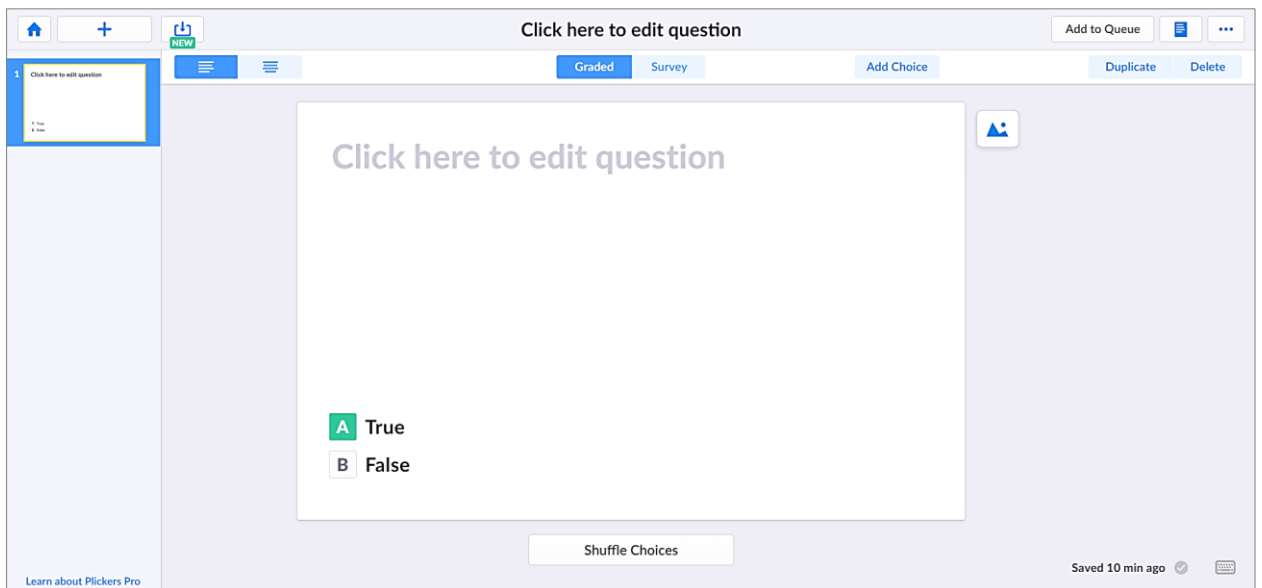 Click here to edit question
Add to Queue
NEW
Graded
Survey
Add Choice
Duplicate
Delete
1
Click here to edit question
A True
B False
Click here to edit question
A True
B False
Shuffle Choices
Saved 10 min ago
Learn about Plickers Pro